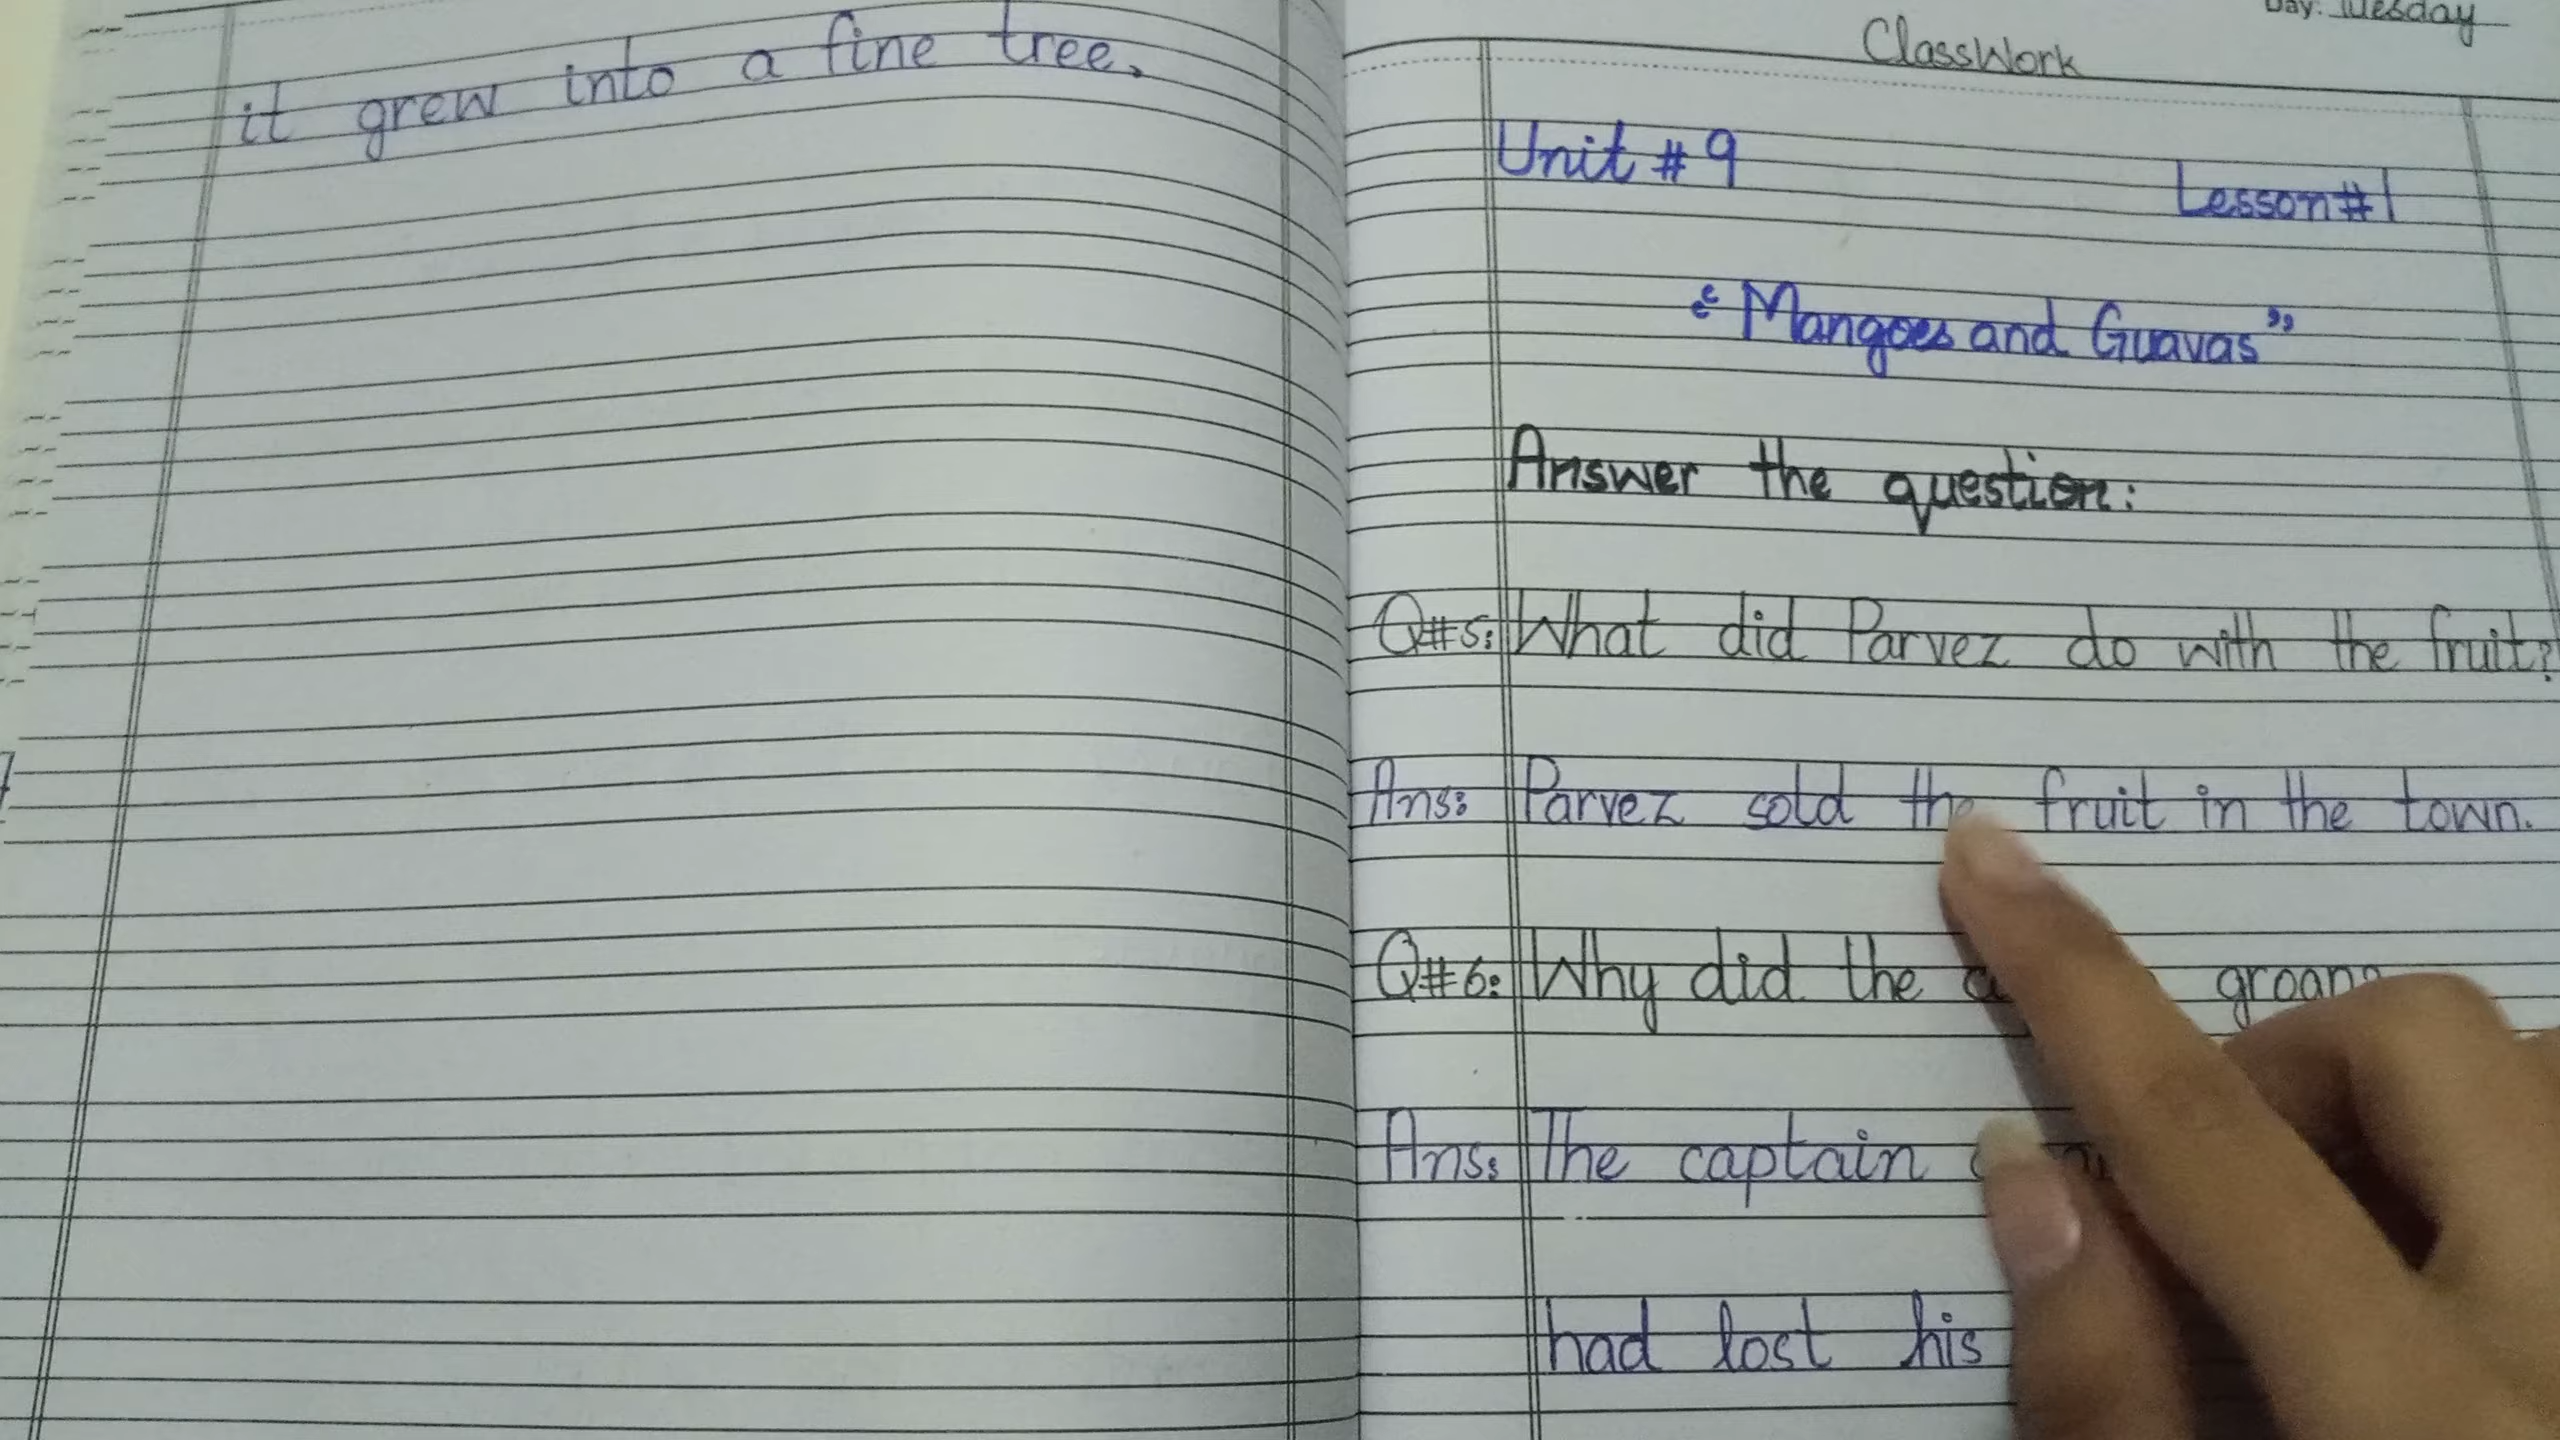 it grew into a fine tree.
Day: Tuesday
ClassWork
Unit # 9
Lesson #1
"Mangoes and Guavas"
Answer the question:
Q#5: What did Parvez do with the fruit?
Ans: Parvez sold the fruit in the town.
Q#6: Why did the groan?
Ans: The captain
had lost his